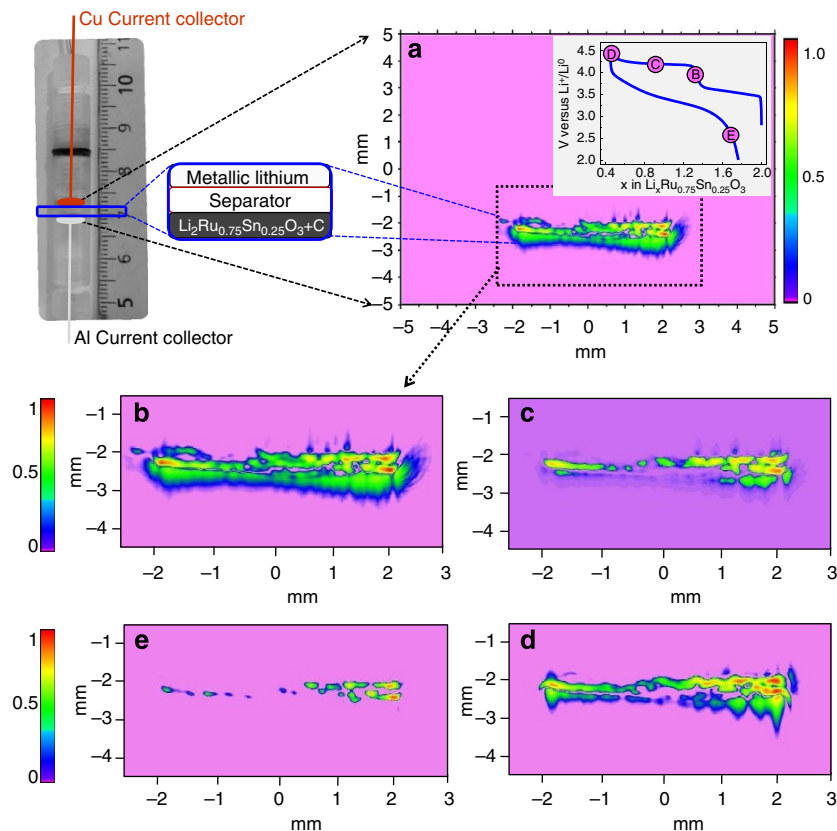 Cu Current collector
11
10
9
8
7
6
5
Al Current collector
Metallic lithium
Separator
Li2Ru0.75Sn0.25O3+C
a
mm
5
4
3
2
1
0
−1
−2
−3
−4
−5
−5 −4 −3 −2 −1 0 1 2 3 4 5
mm
V versus Li+/Li0
4.5
4.0
3.5
3.0
2.5
2.0
D
C
B
E
0.4 0.8 1.2 1.6 2.0
x in LixRu0.75Sn0.25O3
1.0
0.5
0
b
1
0.5
0
mm
−1
−2
−3
−4
−2 −1 0 1 2 3
mm
c
mm
−1
−2
−3
−4
−2 −1 0 1 2 3
mm
e
1
0.5
0
mm
−1
−2
−3
−4
−2 −1 0 1 2 3
mm
d
mm
−1
−2
−3
−4
−2 −1 0 1 2 3
mm